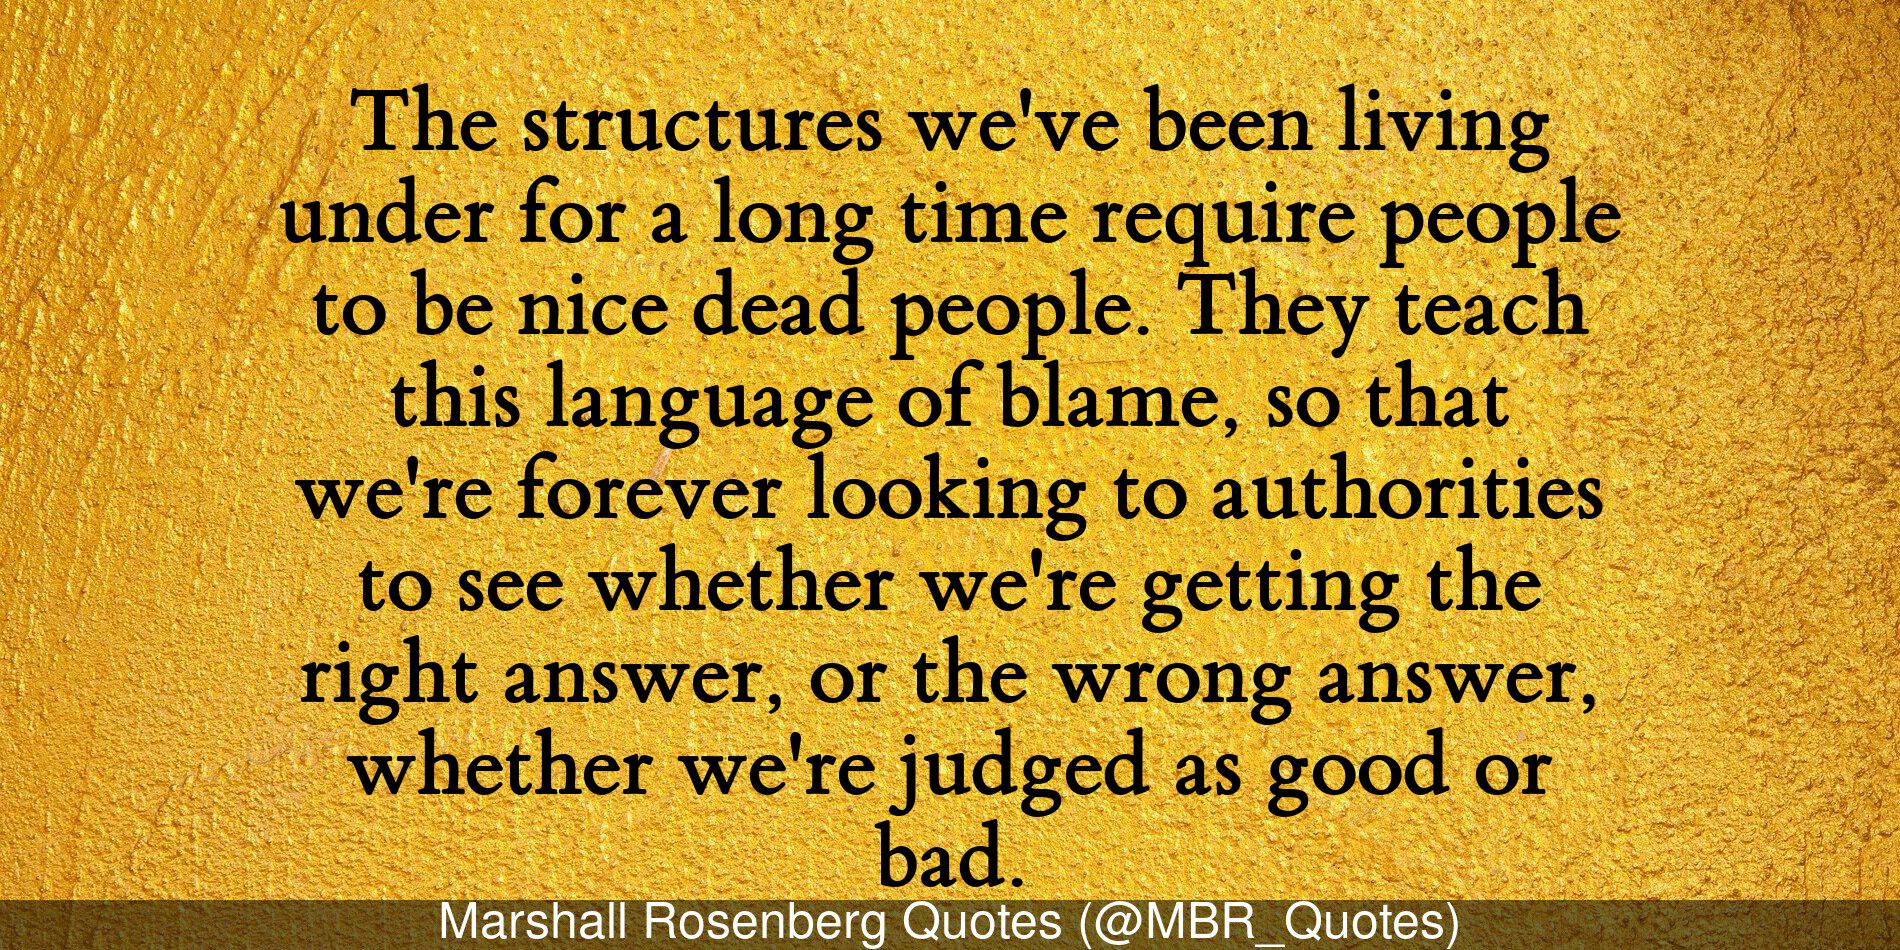 The structures we've been living
under for a long time require people
to be nice dead people. They teach
this language of blame, so that
we're forever looking to authorities
to see whether we're getting the
right answer, or the wrong answer,
whether we're judged as good or
bad.
Marshall Rosenberg Quotes (@MBR_Quotes)